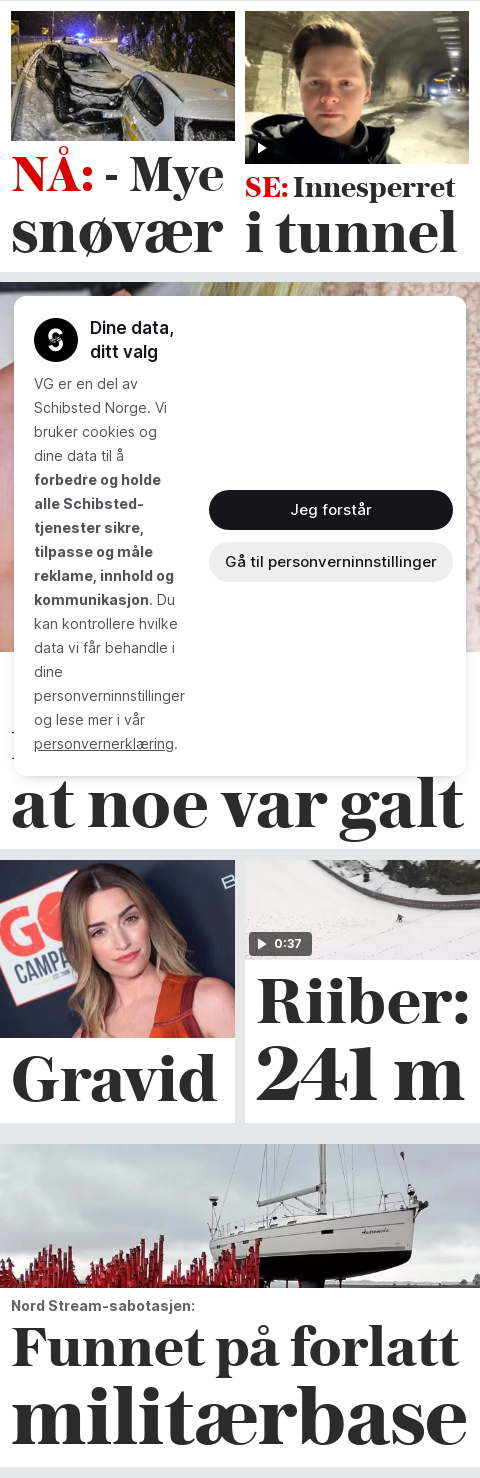 NÅ: - Mye
snøvær
SE: Innesperret
i tunnel
Dine data,
ditt valg
VG er en del av
Schibsted Norge. Vi
bruker cookies og
dine data til å
forbedre og holde
alle Schibsted-
tjenester sikre,
tilpasse og måle
reklame, innhold og
kommunikasjon. Du
kan kontrollere hvilke
data vi får behandle i
dine
personverninnstillinger
og lese mer i vår
personvernerklæring.
Jeg forstår
Gå til personverninnstillinger
at noe var galt
GO
CAMPA
Gravid
0:37
Riiber:
241 m
Andromeda
Nord Stream-sabotasjen:
Funnet på forlatt
militærbase